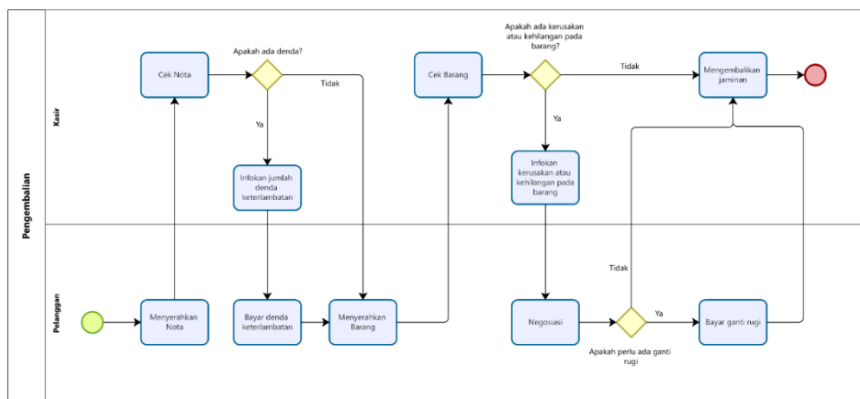 Pengembalian
Kasir
Pelanggan
Cek Nota
Apakah ada denda?
Tidak
Ya
Infokan jumlah
denda
keterlambatan
Menyerahkan
Nota
Bayar denda
keterlambatan
Menyerahkan
Barang
Cek Barang
Apakah ada kerusakan
atau kehilangan pada
barang?
Tidak
Ya
Mengembalikan
jaminan
Infokan
kerusakan atau
kehilangan pada
barang
Negosiasi
Tidak
Ya
Apakah perlu ada ganti
rugi
Bayar ganti rugi